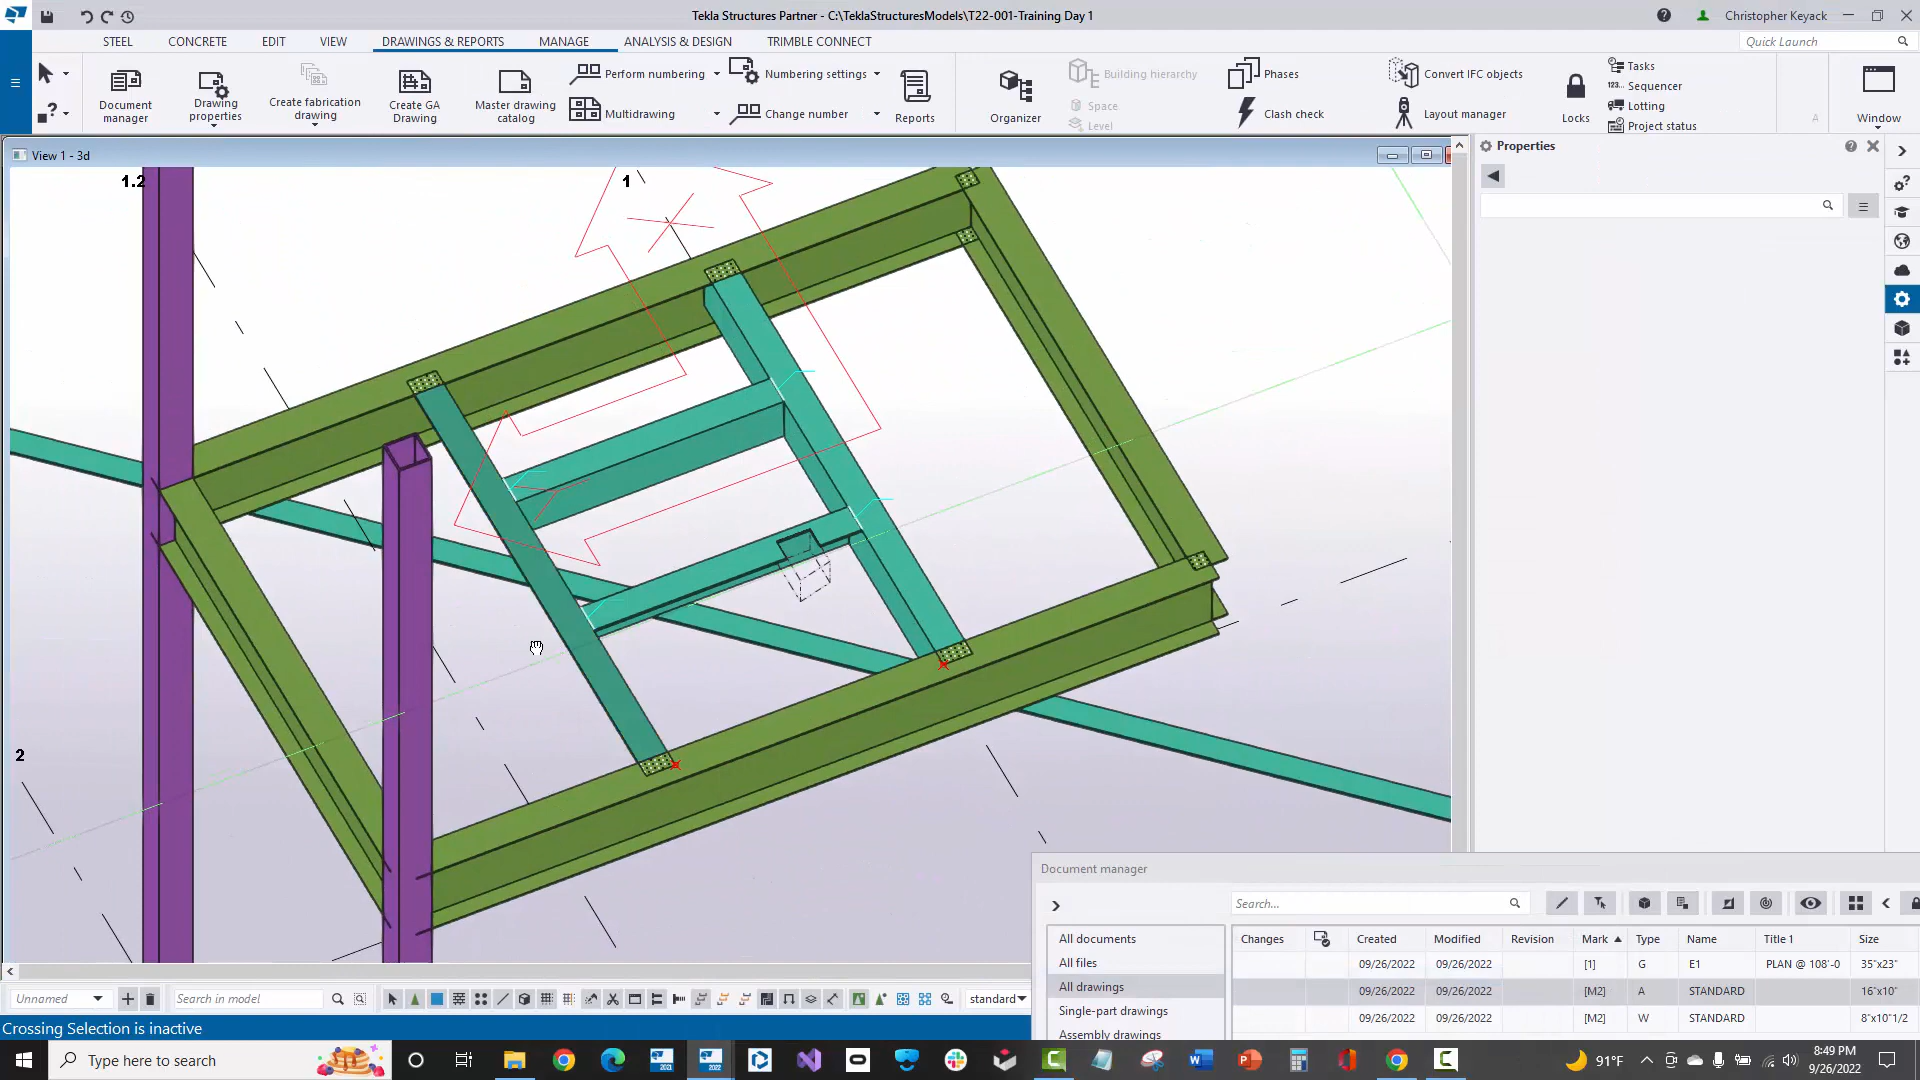 Tekla Structures Partner - C:\TeklaStructuresModels\T22-001-Training Day 1
Christopher Keyack
STEEL CONCRETE EDIT VIEW DRAWINGS & REPORTS MANAGE ANALYSIS & DESIGN TRIMBLE CONNECT
Quick Launch
Document manager
Drawing properties
Create fabrication drawing
Create GA Drawing
Master drawing catalog
Perform numbering
Multidrawing
Numbering settings
Change number
Reports
Organizer
Building hierarchy
Space
Level
Phases
Clash check
Convert IFC objects
Layout manager
Locks
Tasks
Sequencer
Lotting
Project status
A
Window
View 1 - 3d
Properties
1.2
1
2
Document manager
Search...
All documents
All files
All drawings
Single-part drawings
Assembly drawings
Changes Created Modified Revision Mark Type Name Title 1 Size
09/26/2022 09/26/2022 [1] G E1 PLAN @ 108'-0 35"x23"
09/26/2022 09/26/2022 [M2] A STANDARD 16"x10"
09/26/2022 09/26/2022 [M2] W STANDARD 8"x10"1/2
Unnamed
Search in model
standard
Crossing Selection is inactive
Type here to search
2021
2022
91°F
8:49 PM
9/26/2022